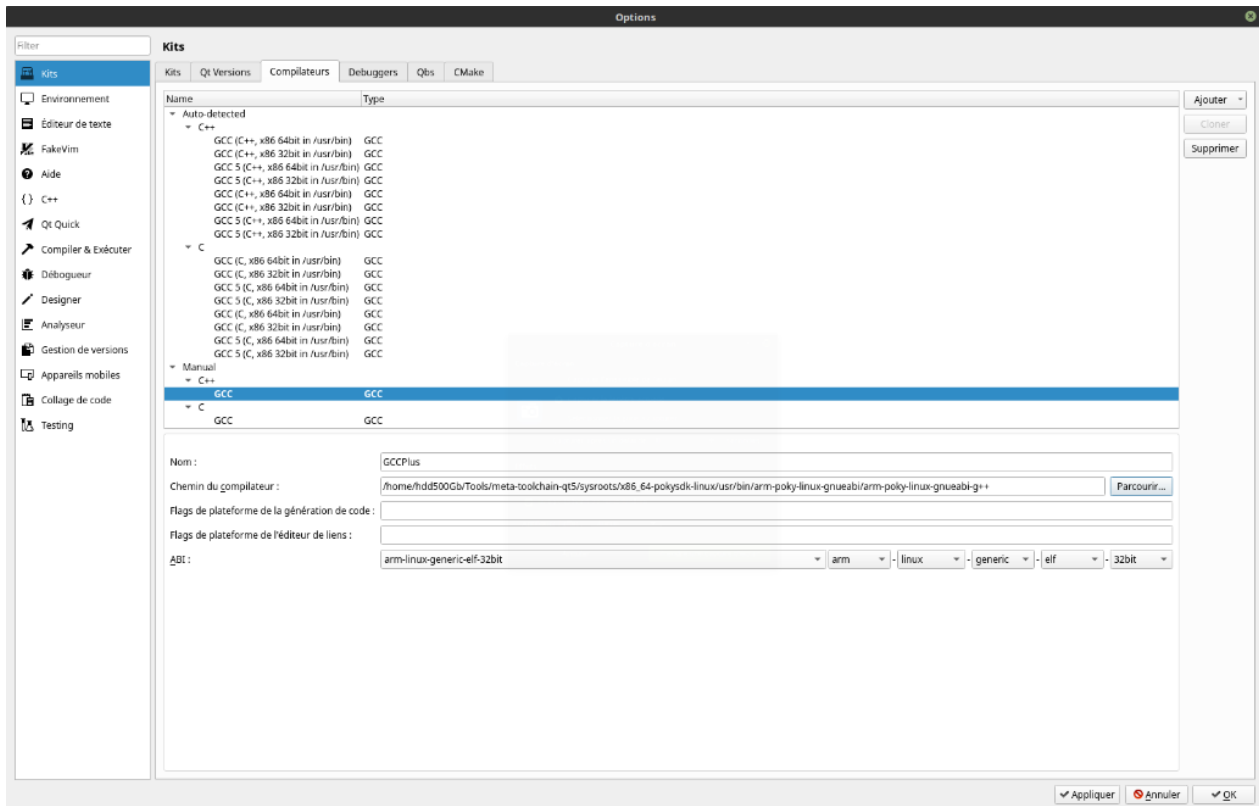 Options
Filter
Kits
Kits
Environnement
Éditeur de texte
FakeVim
Aide
{} C++
Qt Quick
Compiler & Exécuter
Débogueur
Designer
Analyseur
Gestion de versions
Appareils mobiles
Collage de code
Testing
Kits Qt Versions Compilateurs Debuggers Qbs CMake
Name Type
Auto-detected
C++
GCC (C++, x86 64bit in /usr/bin) GCC
GCC (C++, x86 32bit in /usr/bin) GCC
GCC 5 (C++, x86 64bit in /usr/bin) GCC
GCC 5 (C++, x86 32bit in /usr/bin) GCC
GCC (C++, x86 64bit in /usr/bin) GCC
GCC (C++, x86 32bit in /usr/bin) GCC
GCC 5 (C++, x86 64bit in /usr/bin) GCC
GCC 5 (C++, x86 32bit in /usr/bin) GCC
C
GCC (C, x86 64bit in /usr/bin) GCC
GCC (C, x86 32bit in /usr/bin) GCC
GCC 5 (C, x86 64bit in /usr/bin) GCC
GCC 5 (C, x86 32bit in /usr/bin) GCC
GCC (C, x86 64bit in /usr/bin) GCC
GCC (C, x86 32bit in /usr/bin) GCC
GCC 5 (C, x86 64bit in /usr/bin) GCC
GCC 5 (C, x86 32bit in /usr/bin) GCC
Manual
C++
GCC GCC
C
GCC GCC
Ajouter
Cloner
Supprimer
Nom : GCCPlus
Chemin du compilateur : /home/hdd500Gb/Tools/meta-toolchain-qt5/sysroots/x86_64-pokysdk-linux/usr/bin/arm-poky-linux-gnueabi/arm-poky-linux-gnueabi-g++ Parcourir...
Flags de plateforme de la génération de code :
Flags de plateforme de l'éditeur de liens :
ABI : arm-linux-generic-elf-32bit arm - linux - generic - elf - 32bit
Appliquer Annuler OK